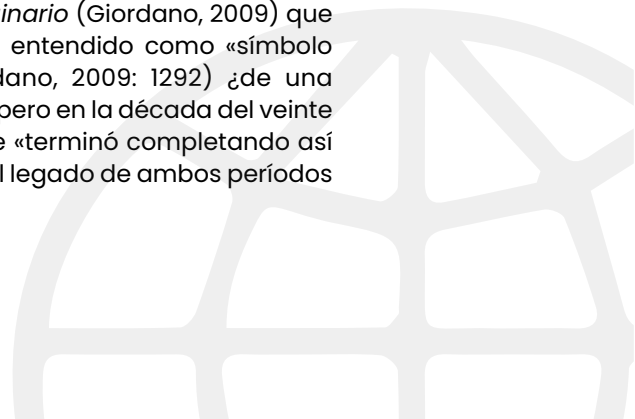 inario (Giordano, 2009) que
entendido como «símbolo
dano, 2009: 1292) ¿de una
pero en la década del veinte
e «terminó completando así
l legado de ambos períodos